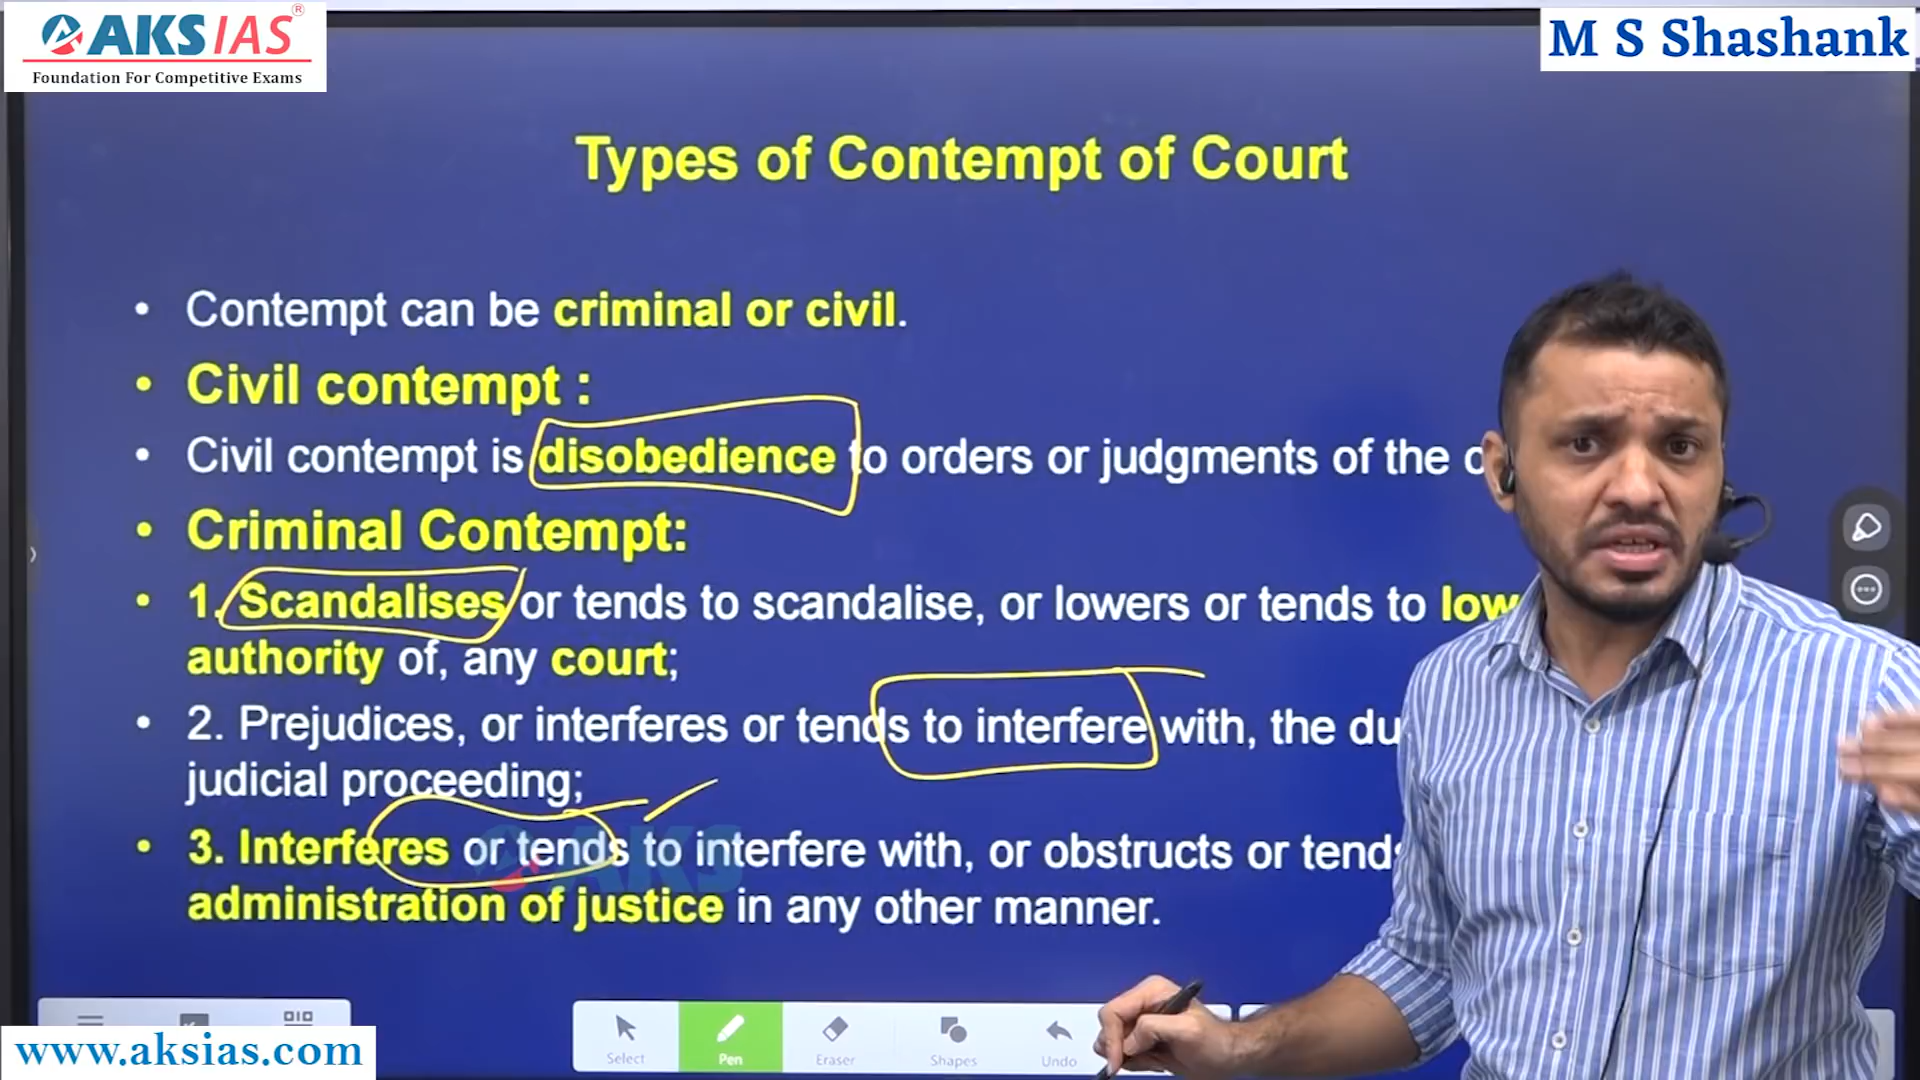 AKS IAS®
Foundation For Competitive Exams
M S Shashank
Types of Contempt of Court
• Contempt can be criminal or civil.
• Civil contempt :
• Civil contempt is disobedience to orders or judgments of the
• Criminal Contempt:
• 1. Scandalises or tends to scandalise, or lowers or tends to low
authority of, any court;
• 2. Prejudices, or interferes or tends to interfere with, the du
judicial proceeding;
• 3. Interferes or tends to interfere with, or obstructs or tends
administration of justice in any other manner.
AKS
Select
Pen
Eraser
Shapes
Undo
www.aksias.com